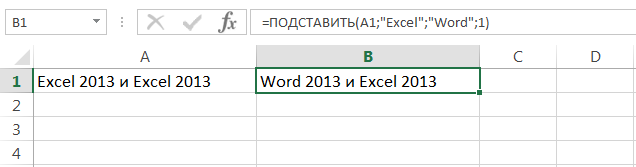 B1 fx =ПОДСТАВИТЬ(A1;"Excel";"Word";1)
A B C D
1 Excel 2013 и Excel 2013 Word 2013 и Excel 2013
2
3
4